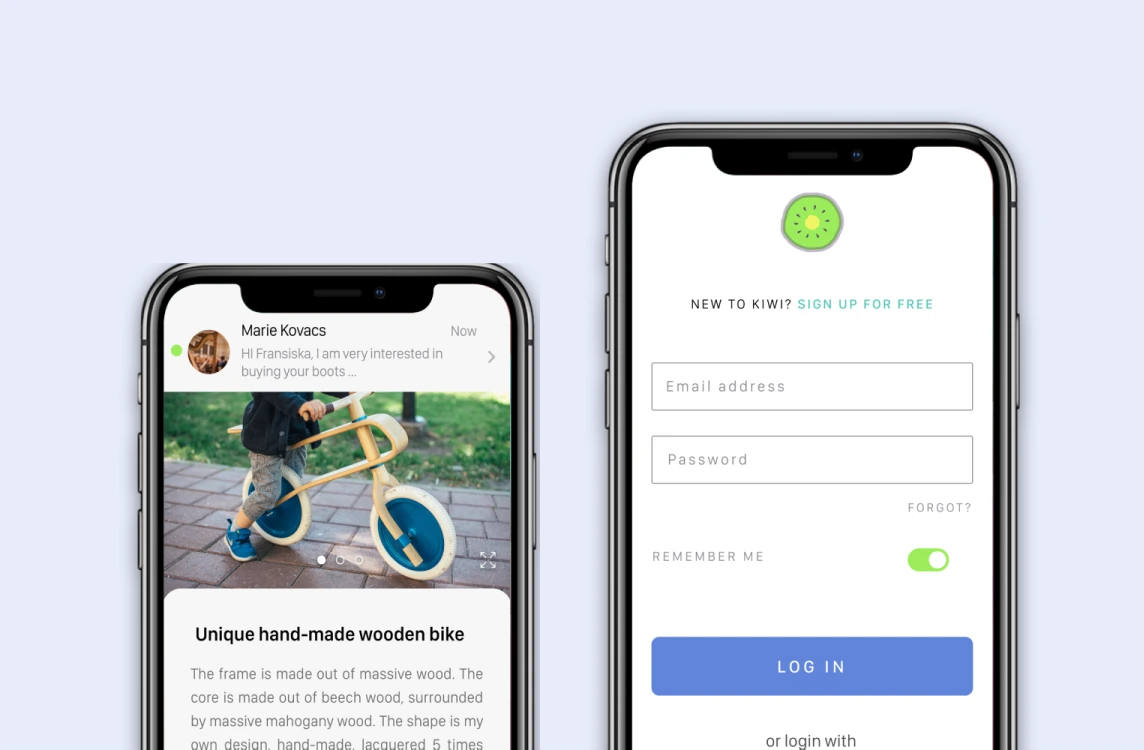 Marie Kovacs
Now
HI Fransiska, I am very interested in
buying your boots ...
Unique hand-made wooden bike
The frame is made out of massive wood. The
core is made out of beech wood, surrounded
by massive mahogany wood. The shape is my
own design, hand-made, lacquered 5 times
NEW TO KIWI? SIGN UP FOR FREE
Email address
Password
FORGOT?
REMEMBER ME
LOG IN
or login with